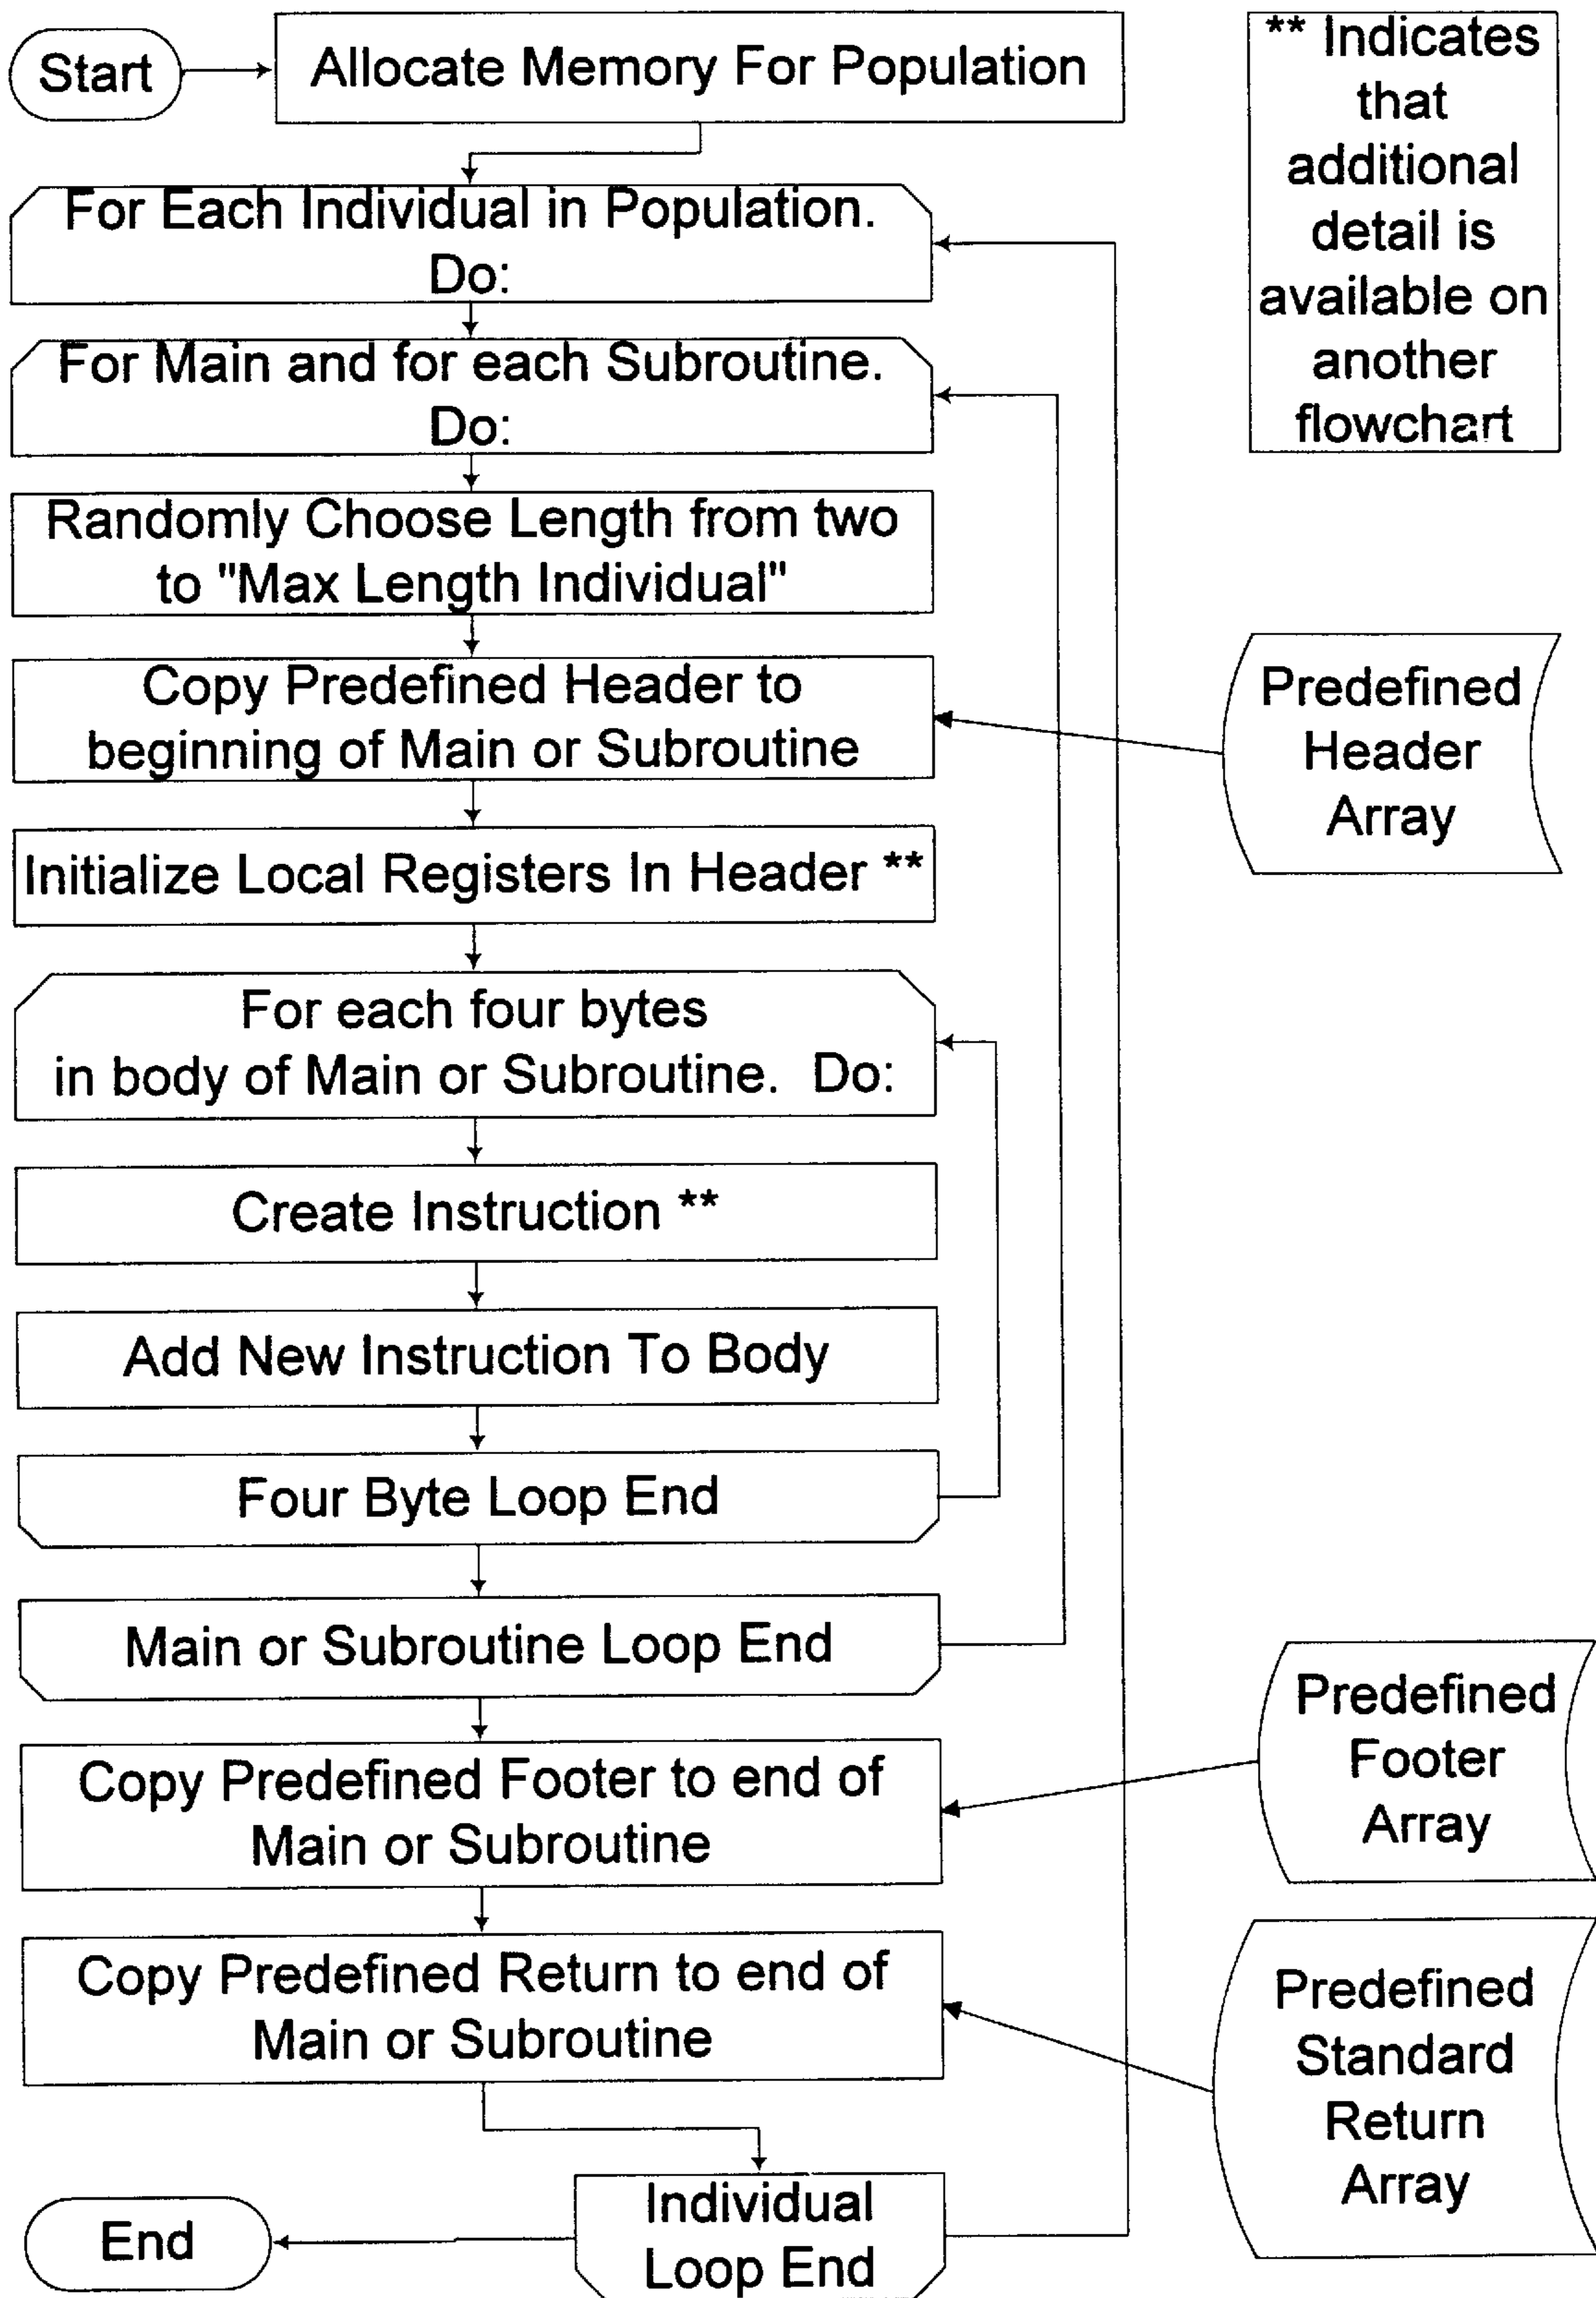 Start
Allocate Memory For Population
** Indicates
that
additional
detail is
available on
another
flowchart
For Each Individual in Population.
Do:
For Main and for each Subroutine.
Do:
Randomly Choose Length from two
to "Max Length Individual"
Copy Predefined Header to
beginning of Main or Subroutine
Predefined
Header
Array
Initialize Local Registers In Header **
For each four bytes
in body of Main or Subroutine. Do:
Create Instruction **
Add New Instruction To Body
Four Byte Loop End
Main or Subroutine Loop End
Copy Predefined Footer to end of
Main or Subroutine
Predefined
Footer
Array
Copy Predefined Return to end of
Main or Subroutine
Predefined
Standard
Return
Array
Individual
Loop End
End